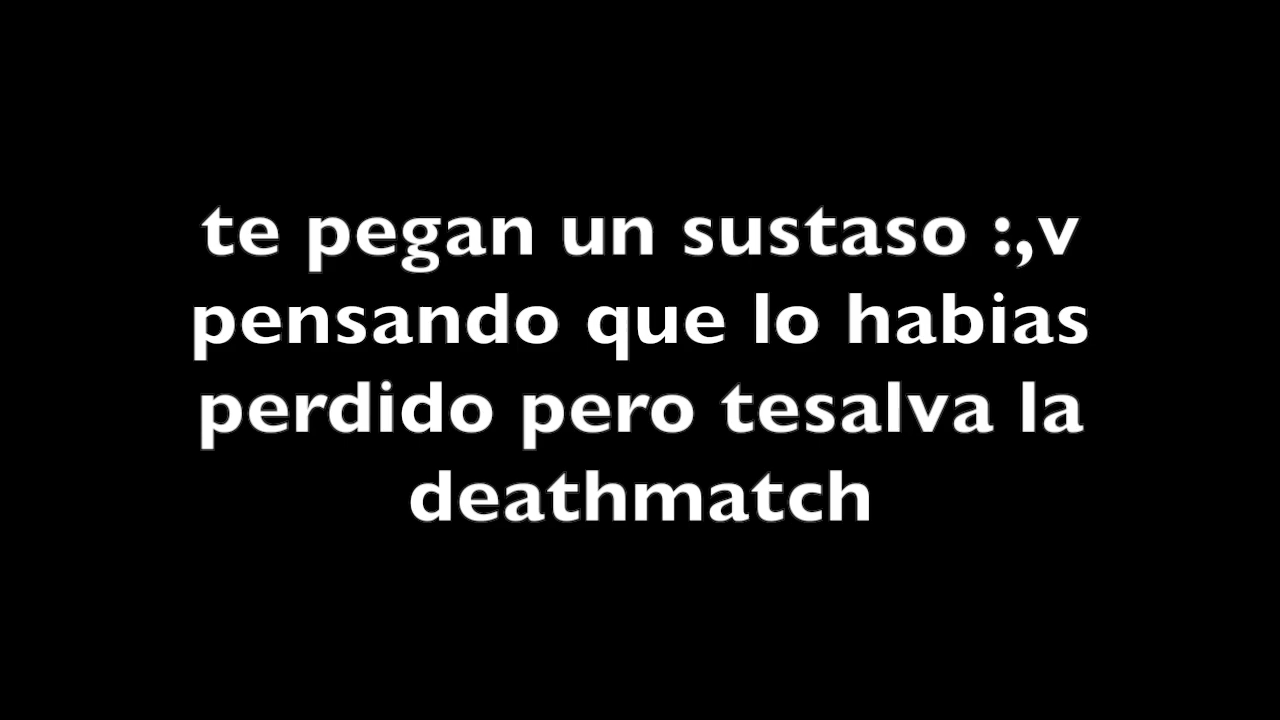 te pegan un sustaso :,v
pensando que lo habias
perdido pero tesalva la
deathmatch